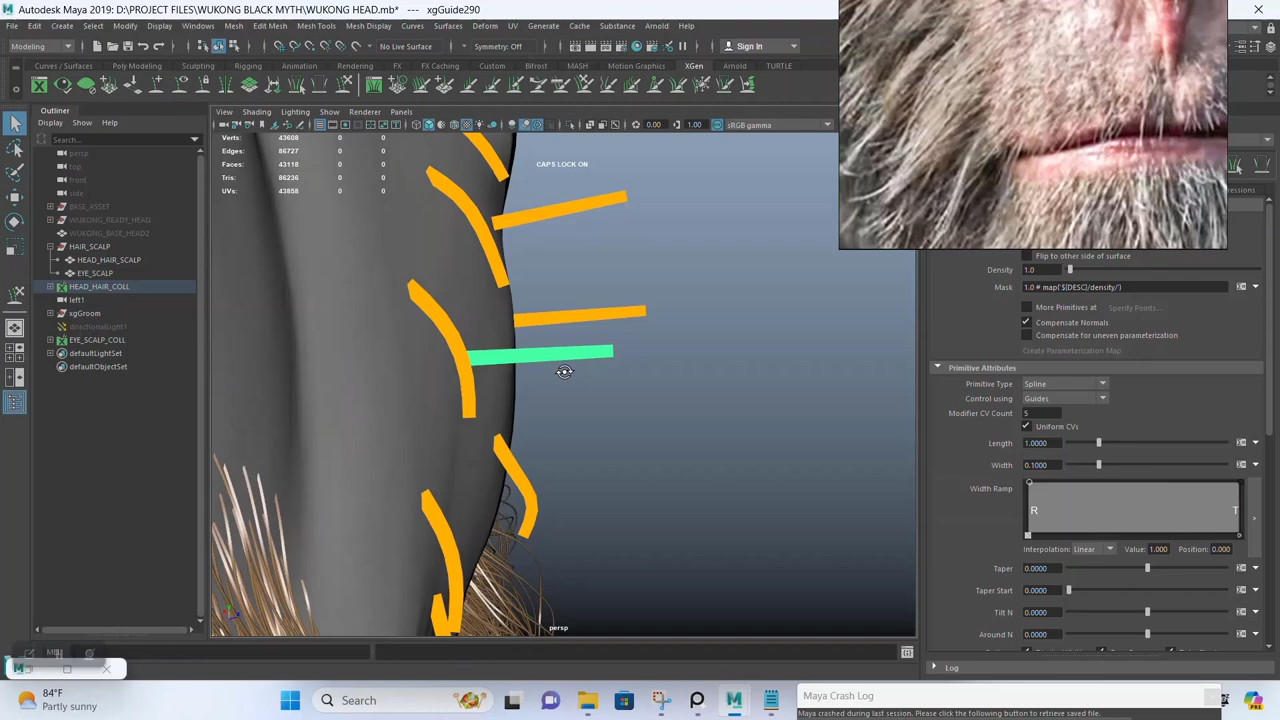 Autodesk Maya 2019: D:\PROJECT FILES\WUKONG BLACK MYTH\WUKONG HEAD.mb* --- xgGuide290
File Edit Create Select Modify Display Windows Mesh Edit Mesh Mesh Tools Mesh Display Curves Surfaces Deform UV Generate Cache Substance Arnold Help
Modeling No Live Surface Symmetry: Off Sign In
Curves / Surfaces Poly Modeling Sculpting Rigging Animation Rendering FX FX Caching Custom Bifrost MASH Motion Graphics XGen Arnold TURTLE
Outliner
Display Show Help
Search...
persp
top
front
side
BASE_ASSET
WUKONG_READY_HEAD
WUKONG_BASE_HEAD2
HAIR_SCALP
HEAD_HAIR_SCALP
EYE_SCALP
HEAD_HAIR_COLL
left1
xgGroom
directionalLight1
EYE_SCALP_COLL
defaultLightSet
defaultObjectSet
View Shading Lighting Show Renderer Panels
0.00 1.00 sRGB gamma
Verts: 43608 0 0
Edges: 86727 0 0
Faces: 43118 0 0
Tris: 86236 0 0
UVs: 43858 0 0
CAPS LOCK ON
persp
Flip to other side of surface
Density 1.0
Mask 1.0 # map('${DESC}/density/')
More Primitives at Specify Points...
Compensate Normals
Compensate for uneven parameterization
Create Parameterization Map
Primitive Attributes
Primitive Type Spline
Control using Guides
Modifier CV Count 5
Uniform CVs
Length 1.0000
Width 0.1000
Width Ramp R T
>
Interpolation: Linear Value: 1.000 Position: 0.000
Taper 0.0000
Taper Start 0.0000
Tilt N 0.0000
Around N 0.0000
Log
84°F
Partly sunny
Search
Maya Crash Log
Maya crashed during last session. Please click the following button to retrieve saved file.